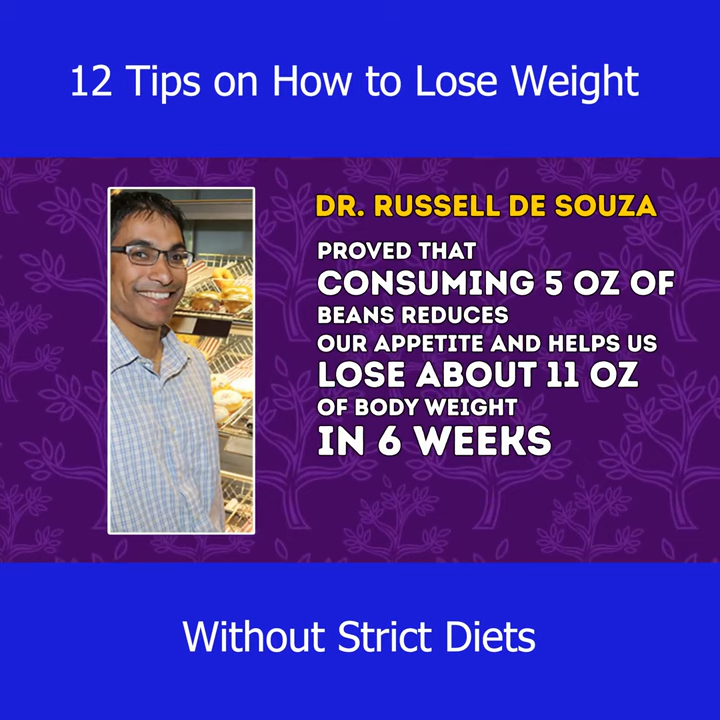 12 Tips on How to Lose Weight
DR. RUSSELL DE SOUZA
PROVED THAT
CONSUMING 5 OZ OF
BEANS REDUCES
OUR APPETITE AND HELPS US
LOSE ABOUT 11 OZ
OF BODY WEIGHT
IN 6 WEEKS
Without Strict Diets